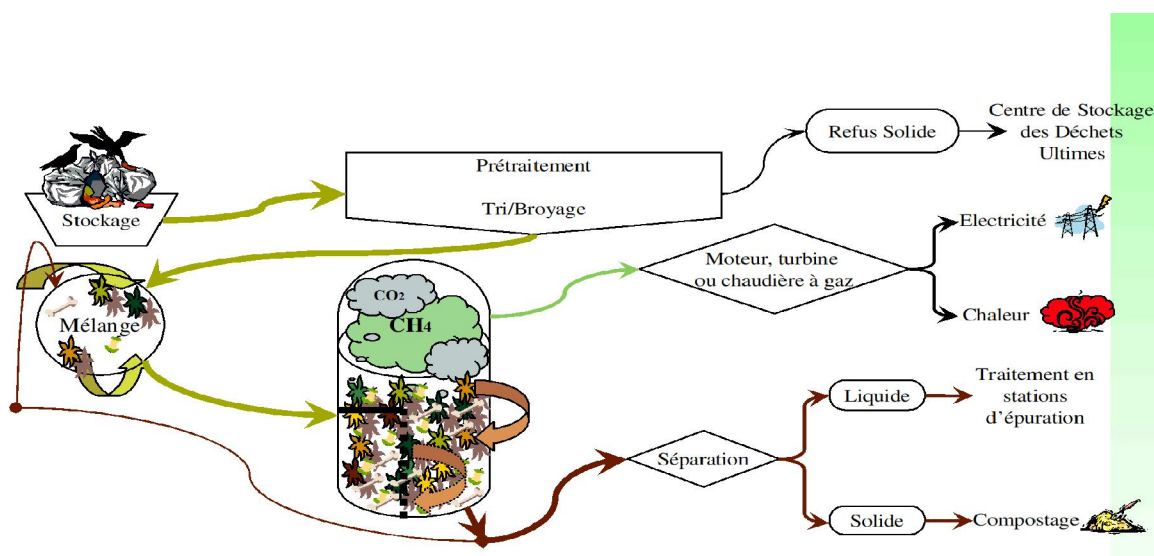 Refus Solide
Centre de Stockage
des Déchets
Ultimes
Prétraitement
Tri/Broyage
Stockage
Electricité
Moteur, turbine
ou chaudière à gaz
Chaleur
CO2
CH4
Mélange
Liquide
Traitement en
stations
d’épuration
Séparation
Solide
Compostage